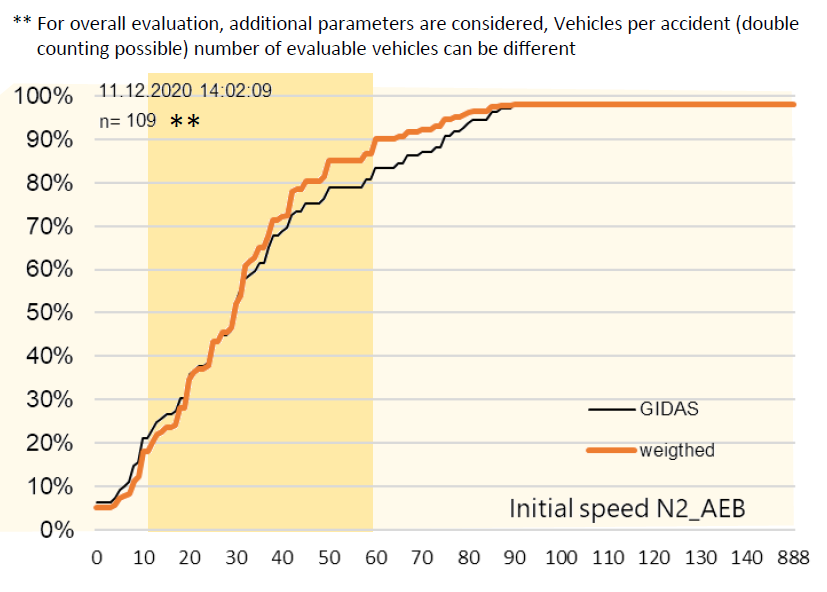 ** For overall evaluation, additional parameters are considered, Vehicles per accident (double
counting possible) number of evaluable vehicles can be different
100%
11.12.2020 14:02:09
n= 109 **
90%
80%
70%
60%
50%
40%
30%
GIDAS
20%
weigthed
10%
Initial speed N2_AEB
0%
0 10 20 30 40 50 60 70 80 90 100 110 120 130 140 888